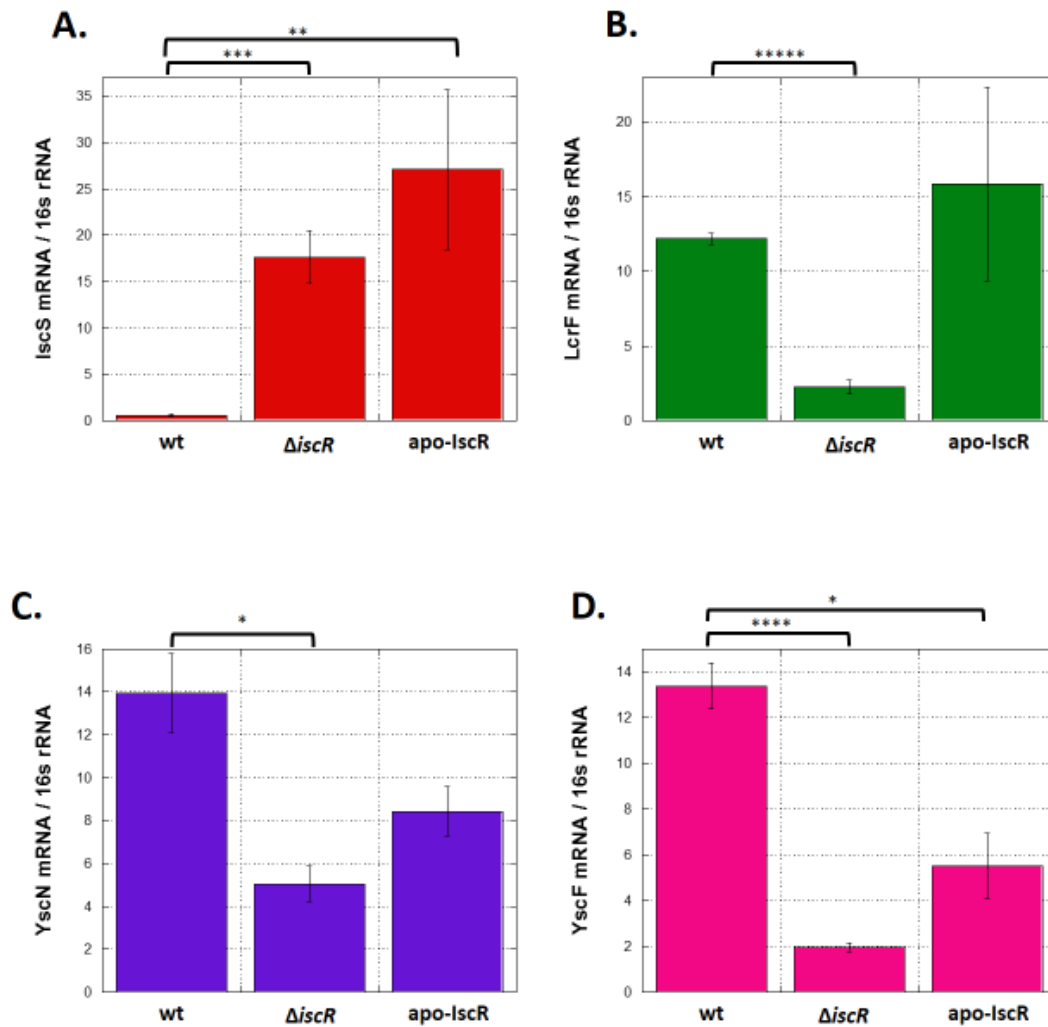 A.
**
***
IscS mRNA / 16s rRNA
35
30
25
20
15
10
5
0
wt
ΔiscR
apo-IscR
B.
*****
LcrF mRNA / 16s rRNA
20
15
10
5
0
wt
ΔiscR
apo-IscR
C.
*
YscN mRNA / 16s rRNA
16
14
12
10
8
6
4
2
0
wt
ΔiscR
apo-IscR
D.
*
****
YscF mRNA / 16s rRNA
14
12
10
8
6
4
2
0
wt
ΔiscR
apo-IscR